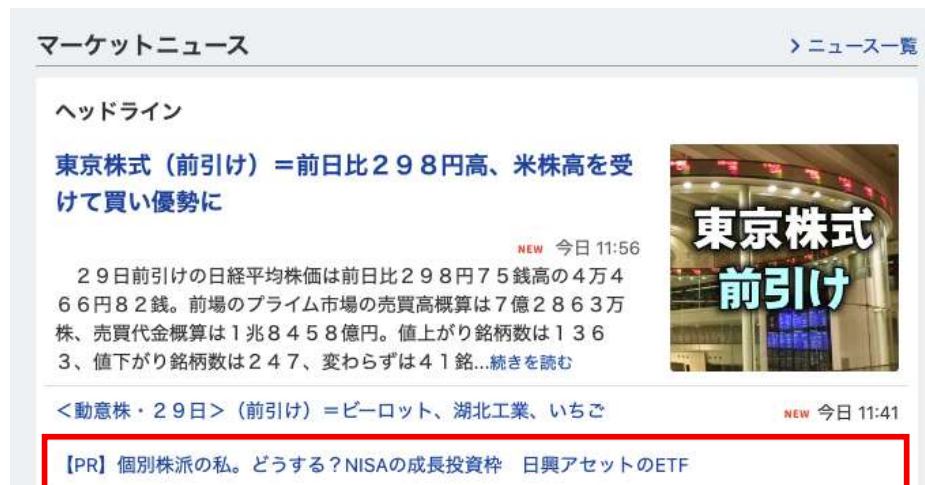 マーケットニュース
> ニュース一覧
ヘッドライン
東京株式（前引け）＝前日比２９８円高、米株高を受
けて買い優勢に
NEW 今日 11:56
　２９日前引けの日経平均株価は前日比２９８円７５銭高の４万４
６６円８２銭。前場のプライム市場の売買高概算は７億２８６３万
株、売買代金概算は１兆８４５８億円。値上がり銘柄数は１３６
３、値下がり銘柄数は２４７、変わらずは４１銘...続きを読む
東京株式
前引け
＜動意株・２９日＞（前引け）＝ビーロット、湖北工業、いちご
NEW 今日 11:41
【PR】個別株派の私。どうする？NISAの成長投資枠　日興アセットのETF